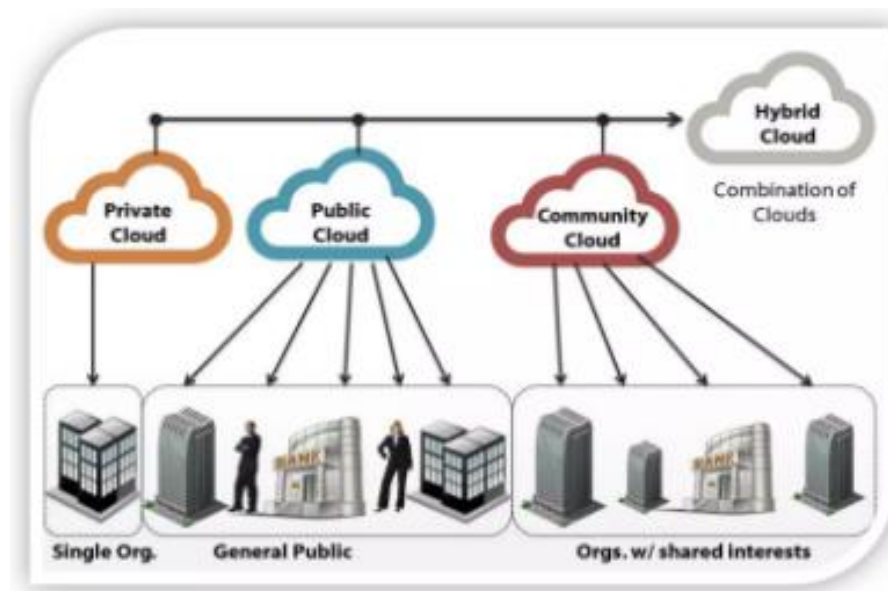 Hybrid
Cloud
Combination of
Clouds
Private
Cloud
Public
Cloud
Community
Cloud
BANK
BANK
Single Org.
General Public
Orgs. w/ shared interests